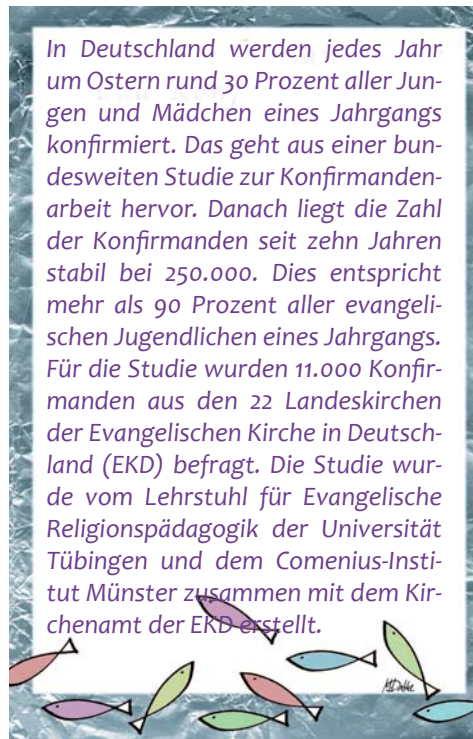 In Deutschland werden jedes Jahr
um Ostern rund 30 Prozent aller Jun-
gen und Mädchen eines Jahrgangs
konfirmiert. Das geht aus einer bun-
desweiten Studie zur Konfirmanden-
arbeit hervor. Danach liegt die Zahl
der Konfirmanden seit zehn Jahren
stabil bei 250.000. Dies entspricht
mehr als 90 Prozent aller evangeli-
schen Jugendlichen eines Jahrgangs.
Für die Studie wurden 11.000 Konfir-
manden aus den 22 Landeskirchen
der Evangelischen Kirche in Deutsch-
land (EKD) befragt. Die Studie wur-
de vom Lehrstuhl für Evangelische
Religionspädagogik der Universität
Tübingen und dem Comenius-Insti-
tut Münster zusammen mit dem Kir-
chenamt der EKD erstellt.